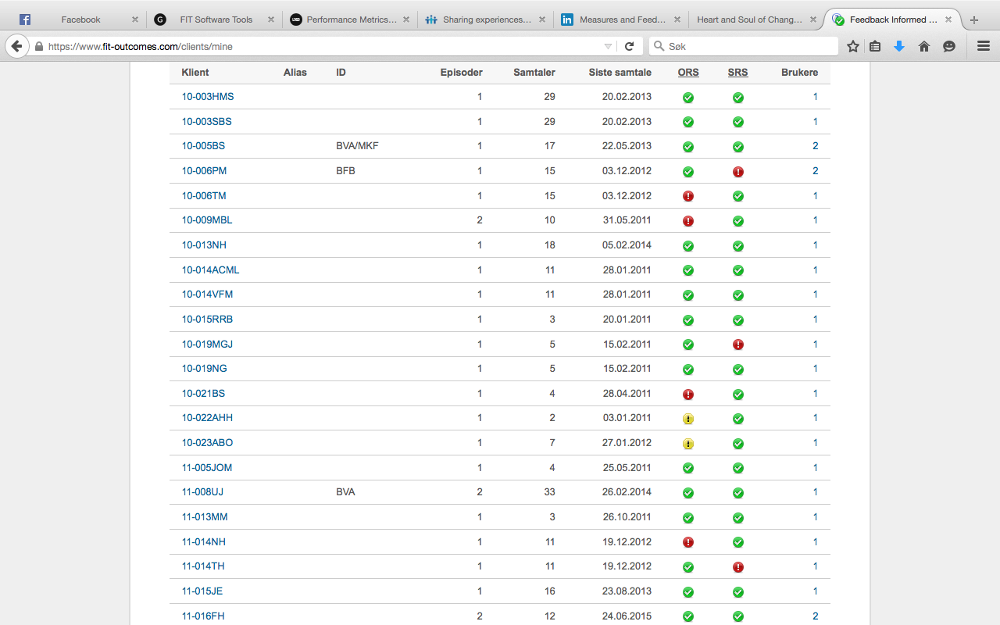 Facebook
G FIT Software Tools
LOGO Performance Metrics...
Sharing experiences...
in Measures and Feed...
Heart and Soul of Chang...
Feedback Informed ...
https://www.fit-outcomes.com/clients/mine
Søk
Klient Alias ID Episoder Samtaler Siste samtale ORS SRS Brukere
10-003HMS 1 29 20.02.2013 1
10-003SBS 1 29 20.02.2013 1
10-005BS BVA/MKF 1 17 22.05.2013 2
10-006PM BFB 1 15 03.12.2012 2
10-006TM 1 15 03.12.2012 1
10-009MBL 2 10 31.05.2011 1
10-013NH 1 18 05.02.2014 1
10-014ACML 1 11 28.01.2011 1
10-014VFM 1 11 28.01.2011 1
10-015RRB 1 3 20.01.2011 1
10-019MGJ 1 5 15.02.2011 1
10-019NG 1 5 15.02.2011 1
10-021BS 1 4 28.04.2011 1
10-022AHH 1 2 03.01.2011 1
10-023ABO 1 7 27.01.2012 1
11-005JOM 1 4 25.05.2011 1
11-008UJ BVA 2 33 26.02.2014 1
11-013MM 1 3 26.10.2011 1
11-014NH 1 11 19.12.2012 1
11-014TH 1 11 19.12.2012 1
11-015JE 1 16 23.08.2013 1
11-016FH 2 12 24.06.2015 2